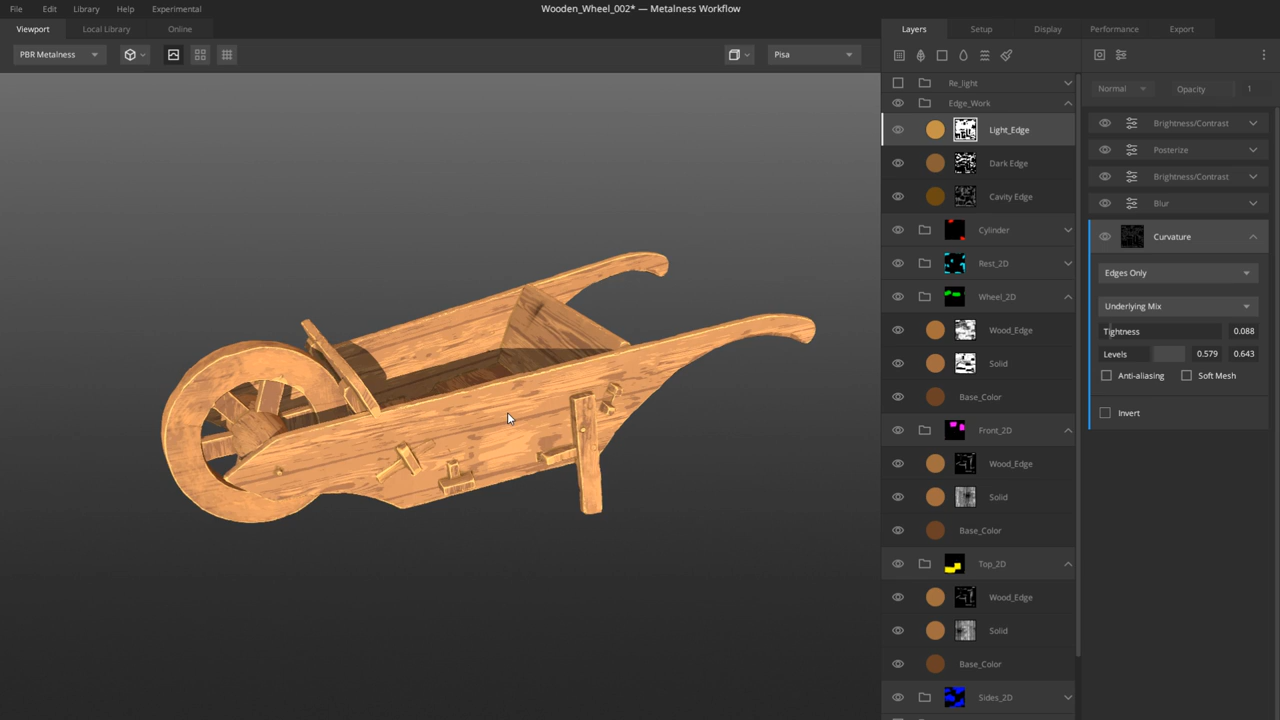 File Edit Library Help Experimental
Wooden_Wheel_002* — Metalness Workflow
Viewport Local Library Online
Layers Setup Display Performance Export
PBR Metalness
Pisa
Re_light
Edge_Work
Light_Edge
Dark Edge
Cavity Edge
Cylinder
Rest_2D
Wheel_2D
Wood_Edge
Solid
Base_Color
Front_2D
Wood_Edge
Solid
Base_Color
Top_2D
Wood_Edge
Solid
Base_Color
Sides_2D
Normal Opacity 1
Brightness/Contrast
Posterize
Brightness/Contrast
Blur
Curvature
Edges Only
Underlying Mix
Tightness 0.088
Levels 0.579 0.643
Anti-aliasing Soft Mesh
Invert